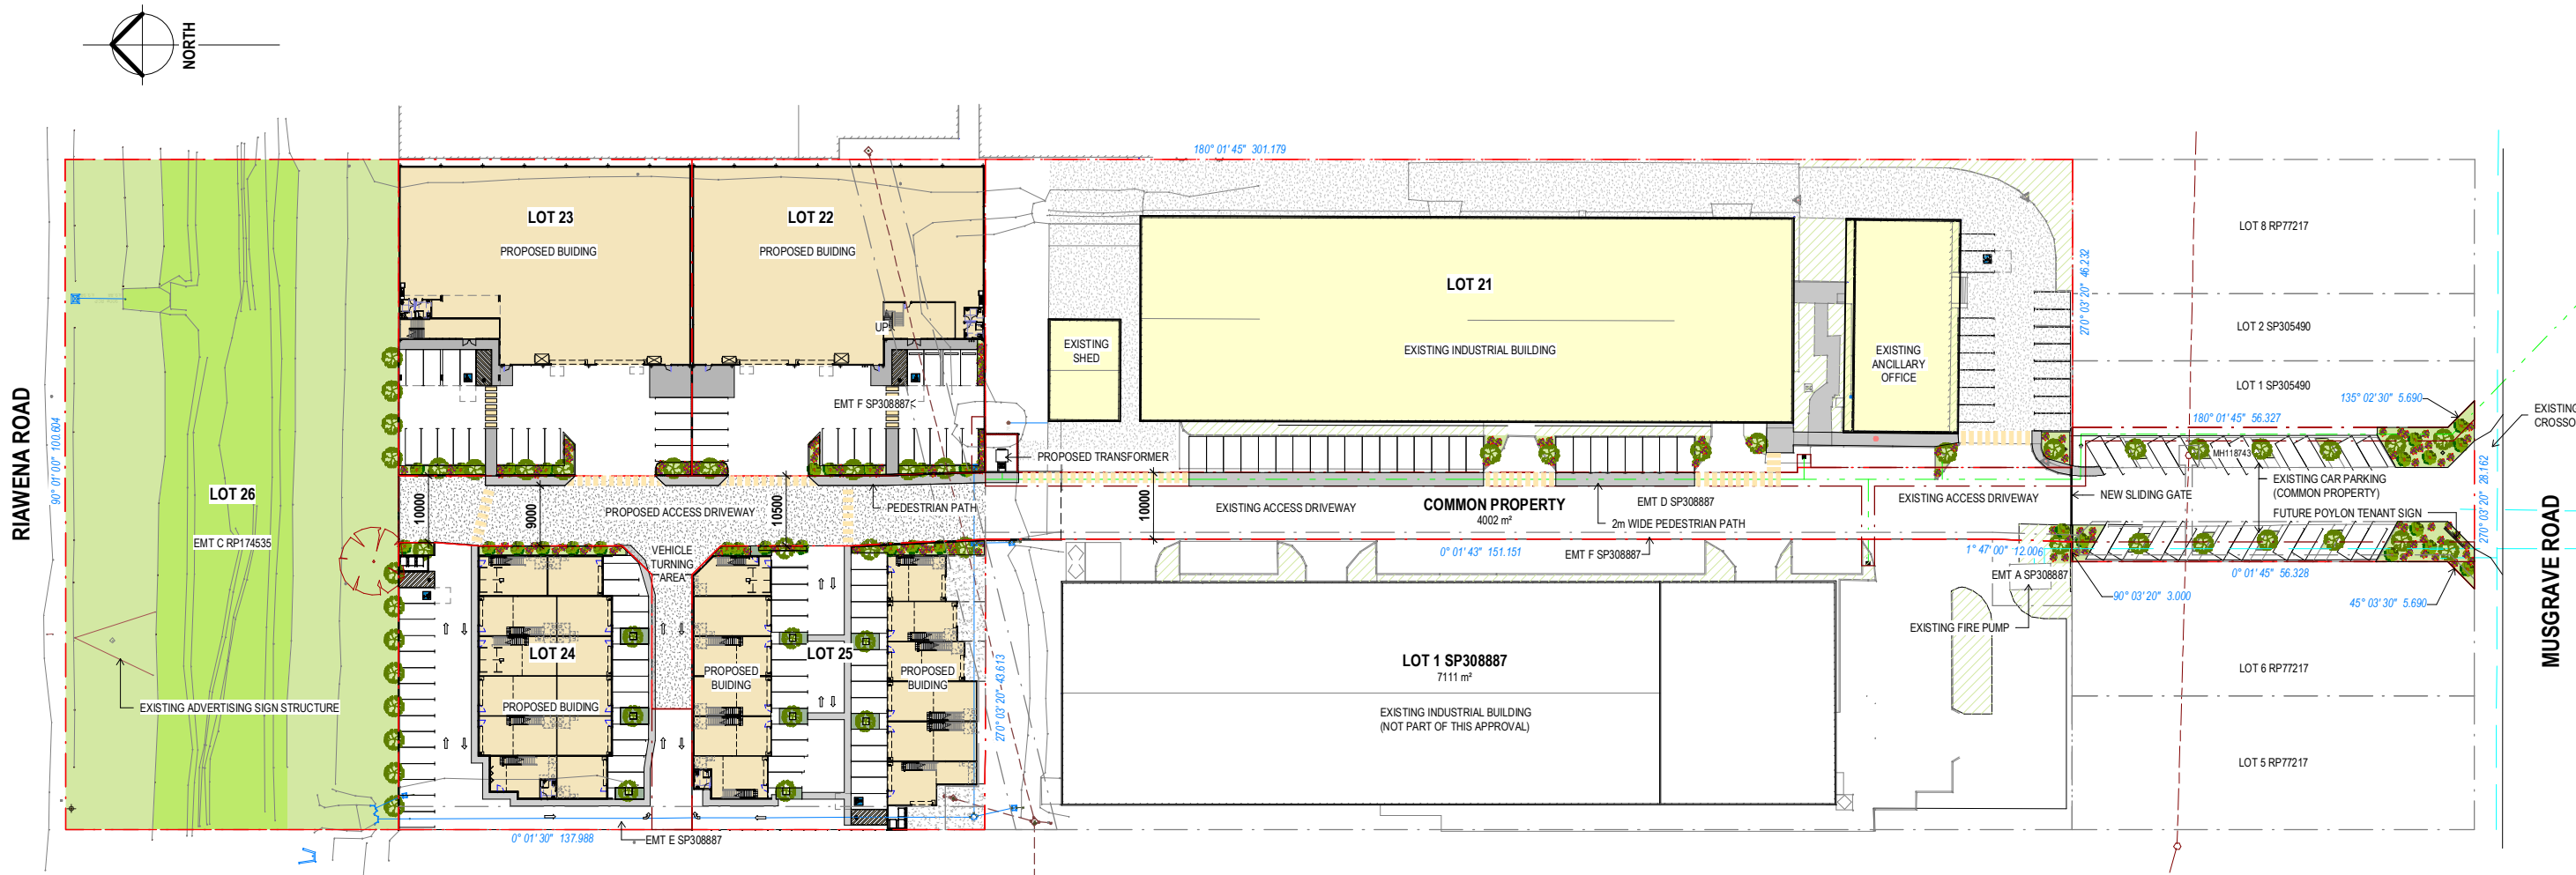 NORTH
RIAWENA ROAD
90° 01' 00" 100.604
LOT 26
EMT C RP174535
EXISTING ADVERTISING SIGN STRUCTURE
LOT 23
PROPOSED BUIDING
LOT 22
PROPOSED BUIDING
UP
EMT F SP308887
10000
9000
PROPOSED ACCESS DRIVEWAY
10500
PEDESTRIAN PATH
VEHICLE
TURNING
AREA
LOT 24
PROPOSED BUIDING
PROPOSED
BUIDING
LOT 25
PROPOSED
BUIDING
270° 03' 20" 43.613
0° 01' 30" 137.988
EMT E SP308887
180° 01' 45" 301.179
LOT 21
EXISTING INDUSTRIAL BUILDING
EXISTING
SHED
EXISTING
ANCILLARY
OFFICE
270° 03' 20" 46.232
PROPOSED TRANSFORMER
10000
EXISTING ACCESS DRIVEWAY
COMMON PROPERTY
4002 m²
EMT D SP308887
2m WIDE PEDESTRIAN PATH
EXISTING ACCESS DRIVEWAY
0° 01' 43" 151.151
EMT F SP308887
1° 47' 00" 12.006
EMT A SP308887
EXISTING FIRE PUMP
LOT 1 SP308887
7111 m²
EXISTING INDUSTRIAL BUILDING
(NOT PART OF THIS APPROVAL)
LOT 8 RP77217
LOT 2 SP305490
LOT 1 SP305490
135° 02' 30" 5.690
180° 01' 45" 56.327
EXISTING
CROSSO
MH118743
EXISTING CAR PARKING
(COMMON PROPERTY)
NEW SLIDING GATE
FUTURE POYLON TENANT SIGN
270° 03' 20" 28.162
0° 01' 45" 56.328
90° 03' 20" 3.000
45° 03' 30" 5.690
LOT 6 RP77217
LOT 5 RP77217
MUSGRAVE ROAD